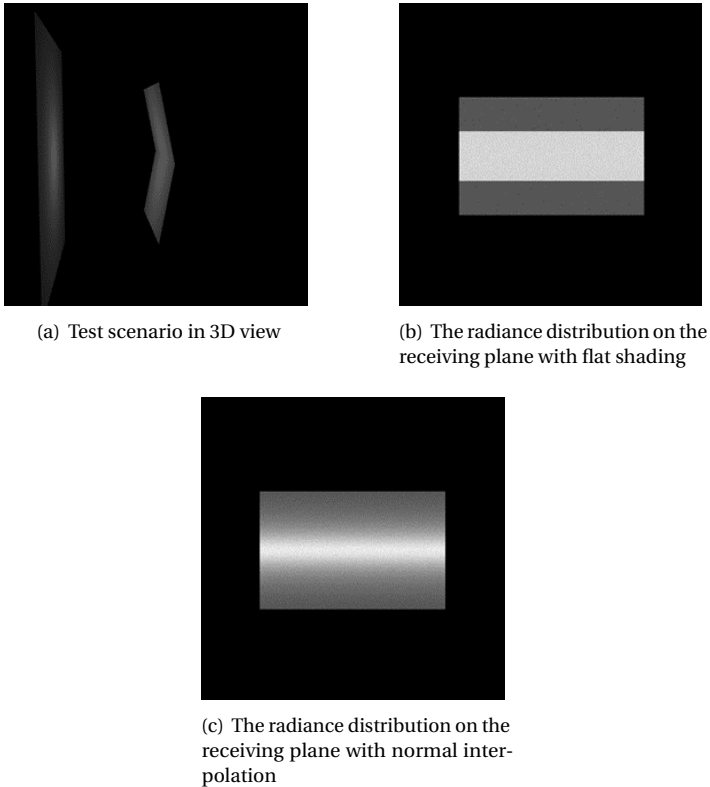 (a) Test scenario in 3D view
(b) The radiance distribution on the
receiving plane with flat shading
(c) The radiance distribution on the
receiving plane with normal inter-
polation